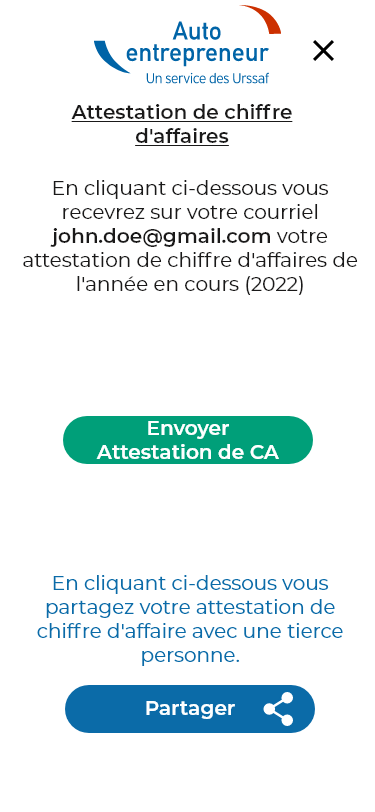 Auto
entrepreneur
Un service des Urssaf
Attestation de chiffre
d'affaires
En cliquant ci-dessous vous
recevrez sur votre courriel
john.doe@gmail.com votre
attestation de chiffre d'affaires de
l'année en cours (2022)
Envoyer
Attestation de CA
En cliquant ci-dessous vous
partagez votre attestation de
chiffre d'affaire avec une tierce
personne.
Partager